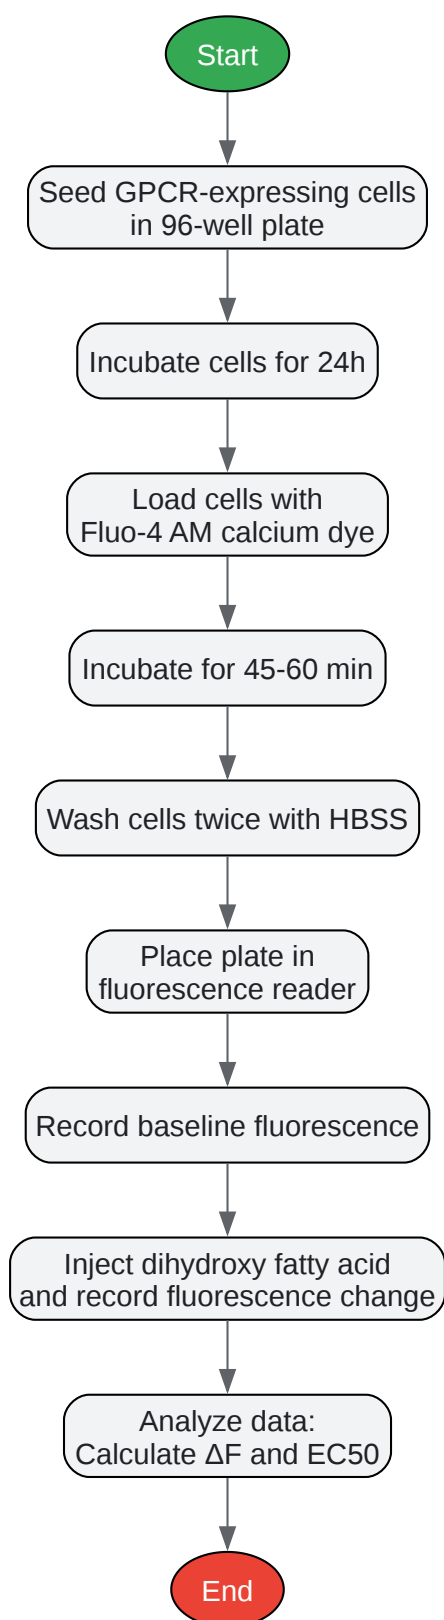 Start
Seed GPCR-expressing cells
in 96-well plate
Incubate cells for 24h
Load cells with
Fluo-4 AM calcium dye
Incubate for 45-60 min
Wash cells twice with HBSS
Place plate in
fluorescence reader
Record baseline fluorescence
Inject dihydroxy fatty acid
and record fluorescence change
Analyze data:
Calculate ΔF and EC50
End